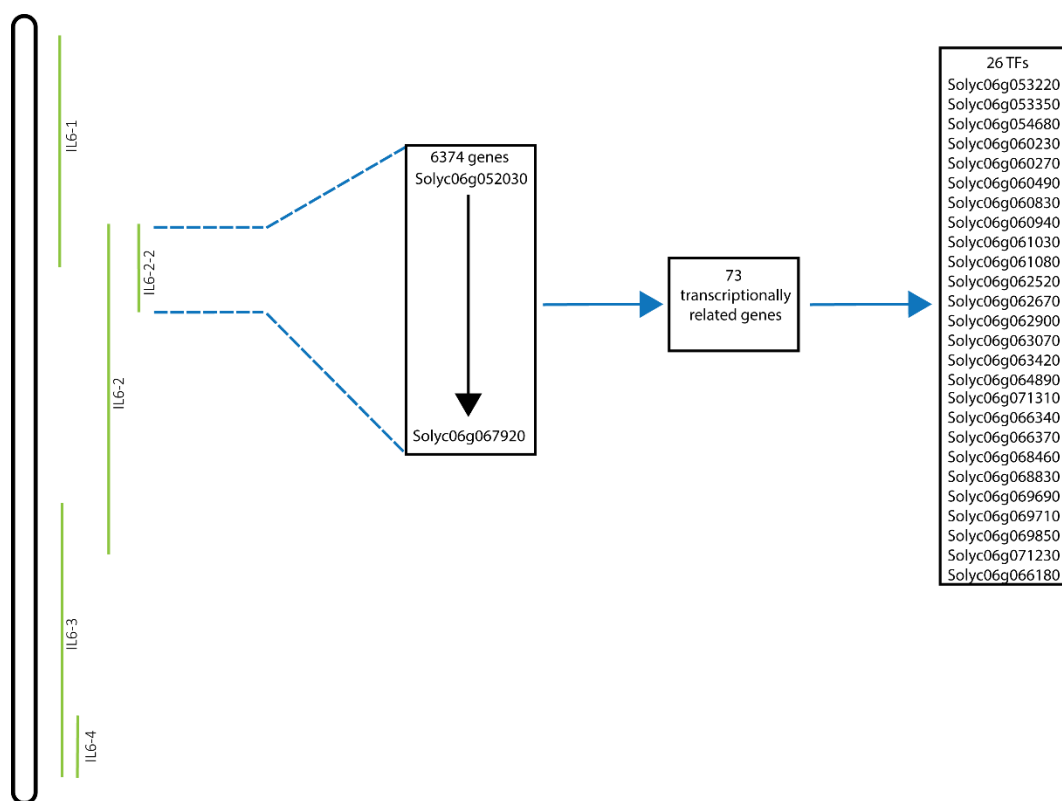 IL6-1
IL6-2-2
IL6-2
IL6-3
IL6-4
6374 genes
Solyc06g052030
Solyc06g067920
73
transcriptionally
related genes
26 TFs
Solyc06g053220
Solyc06g053350
Solyc06g054680
Solyc06g060230
Solyc06g060270
Solyc06g060490
Solyc06g060830
Solyc06g060940
Solyc06g061030
Solyc06g061080
Solyc06g062520
Solyc06g062670
Solyc06g062900
Solyc06g063070
Solyc06g063420
Solyc06g064890
Solyc06g071310
Solyc06g066340
Solyc06g066370
Solyc06g068460
Solyc06g068830
Solyc06g069690
Solyc06g069710
Solyc06g069850
Solyc06g071230
Solyc06g066180